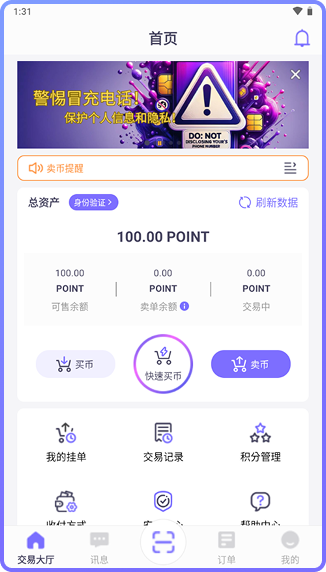 1:31
首页
警惕冒充电话!
保护个人信息和隐私!
DO: NOT
DISCLOSING YOUR'S
PHONE NUMBER
卖币提醒
总资产 身份验证 > 刷新数据
100.00 POINT
100.00 0.00 0.00
POINT POINT POINT
可售余额 卖单余额 交易中
买币 快速买币 卖币
我的挂单 交易记录 积分管理
收付方式 帮助中心
交易大厅 讯息 订单 我的